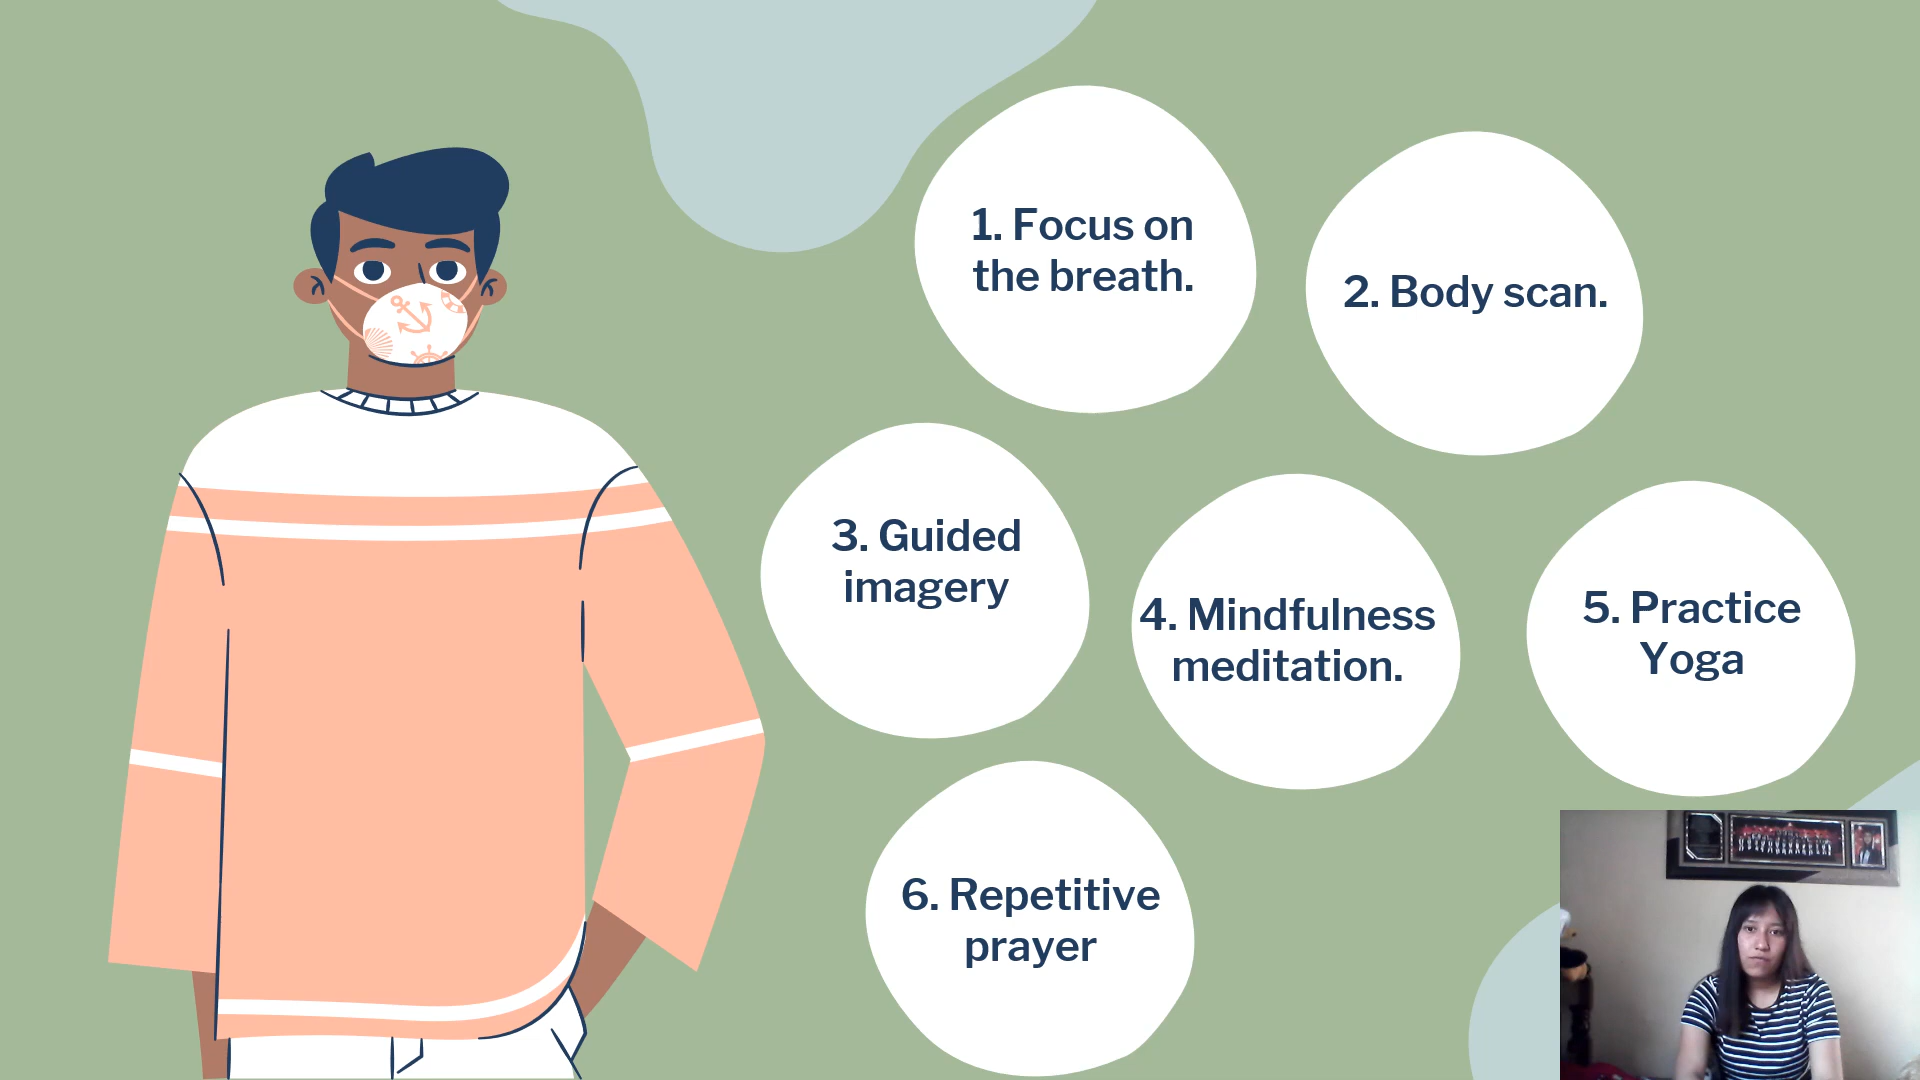 1. Focus on
the breath.
2. Body scan.
3. Guided
imagery
4. Mindfulness
meditation.
5. Practice
Yoga
6. Repetitive
prayer